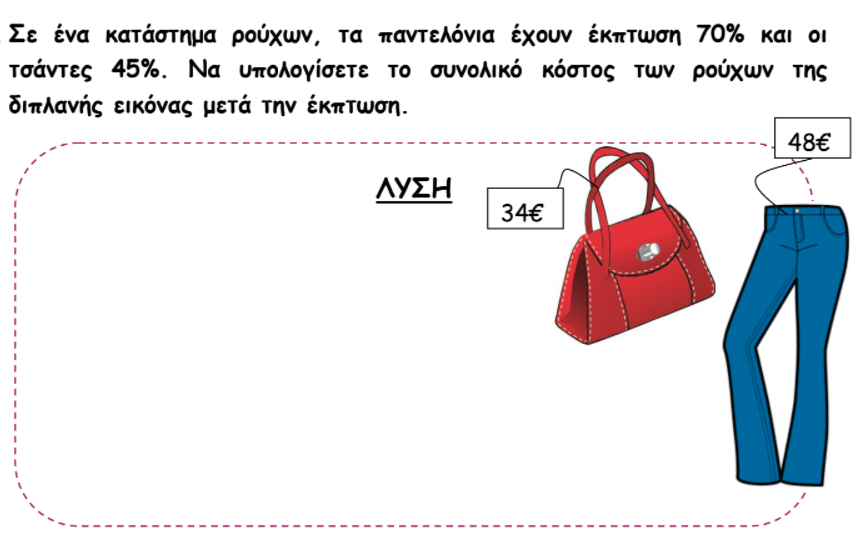 Σε ένα κατάστημα ρούχων, τα παντελόνια έχουν έκπτωση 70% και οι
τσάντες 45%. Να υπολογίσετε το συνολικό κόστος των ρούχων της
διπλανής εικόνας μετά την έκπτωση.
48€
ΛΥΣΗ
34€